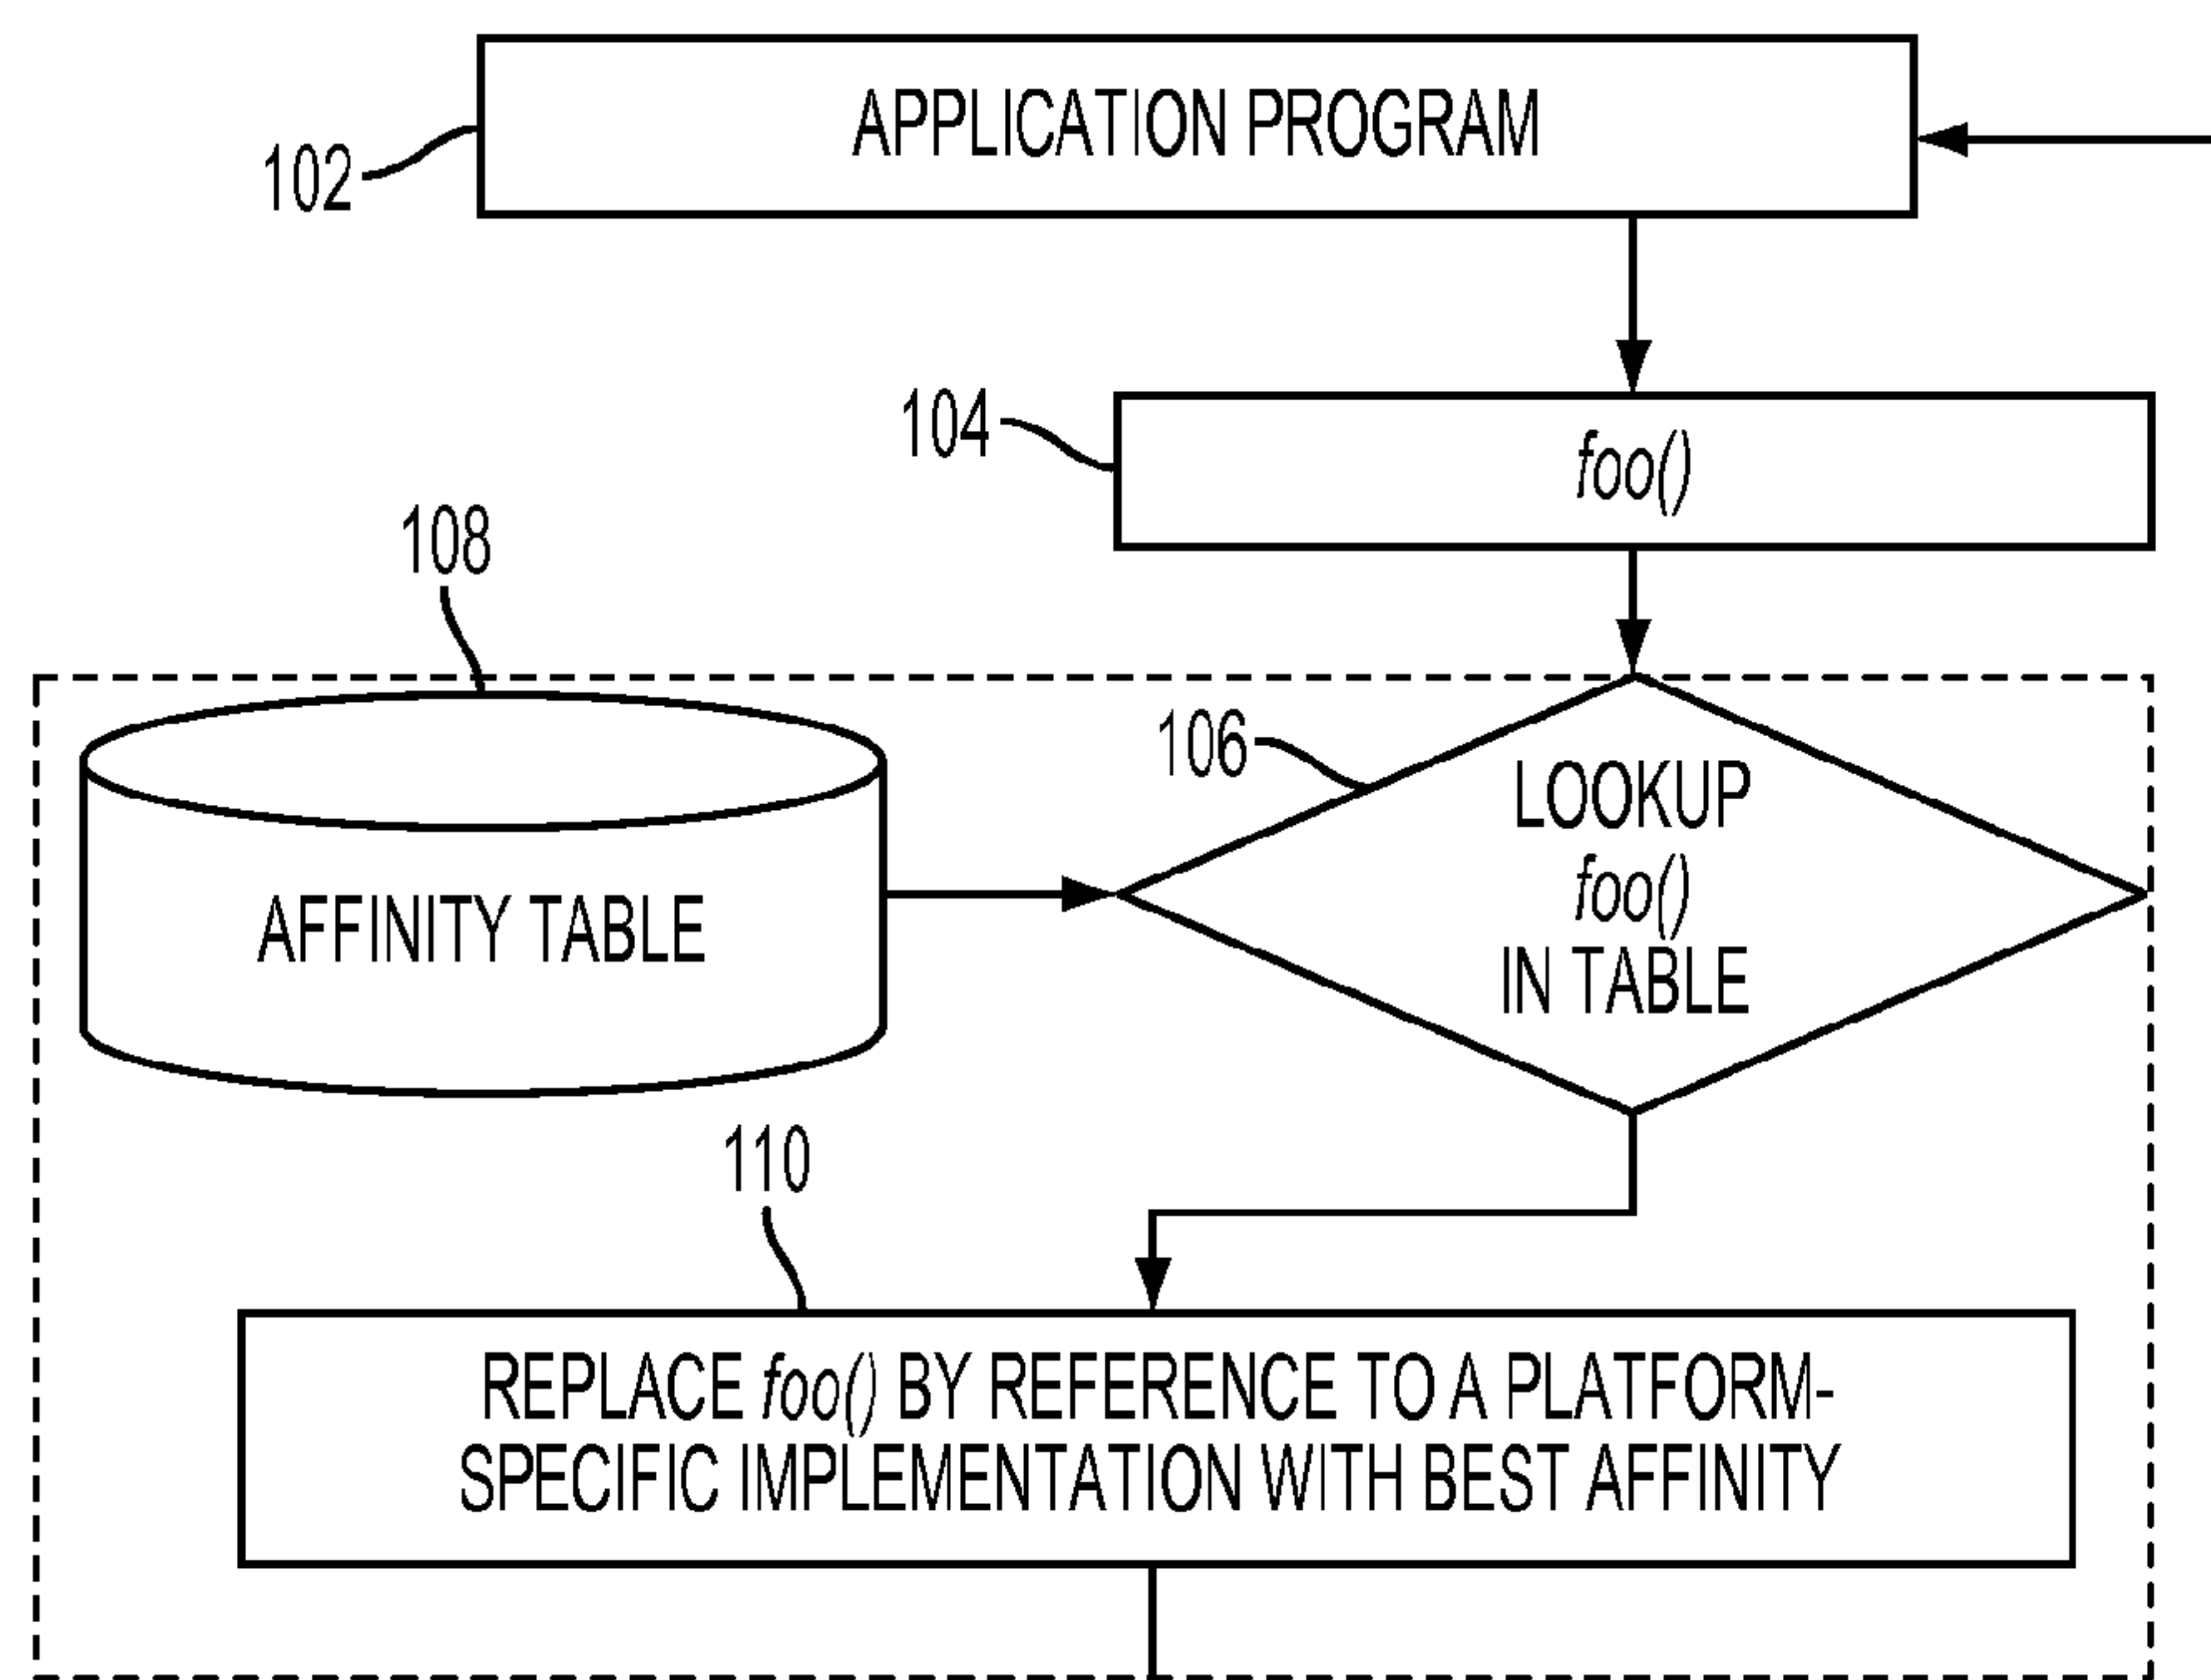 APPLICATION PROGRAM
102
104
foo()
108
106
LOOKUP
foo()
IN TABLE
AFFINITY TABLE
110
REPLACE foo() BY REFERENCE TO A PLATFORM-
SPECIFIC IMPLEMENTATION WITH BEST AFFINITY